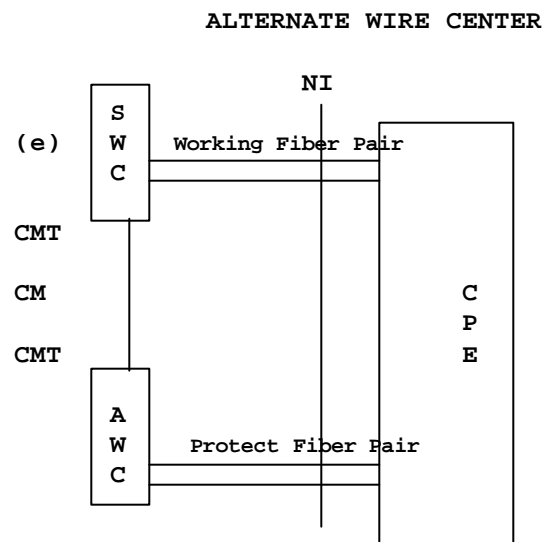 ALTERNATE WIRE CENTER
NI
S
W
C
(e)
Working Fiber Pair
CMT
CM
CMT
C
P
E
A
W
C
Protect Fiber Pair